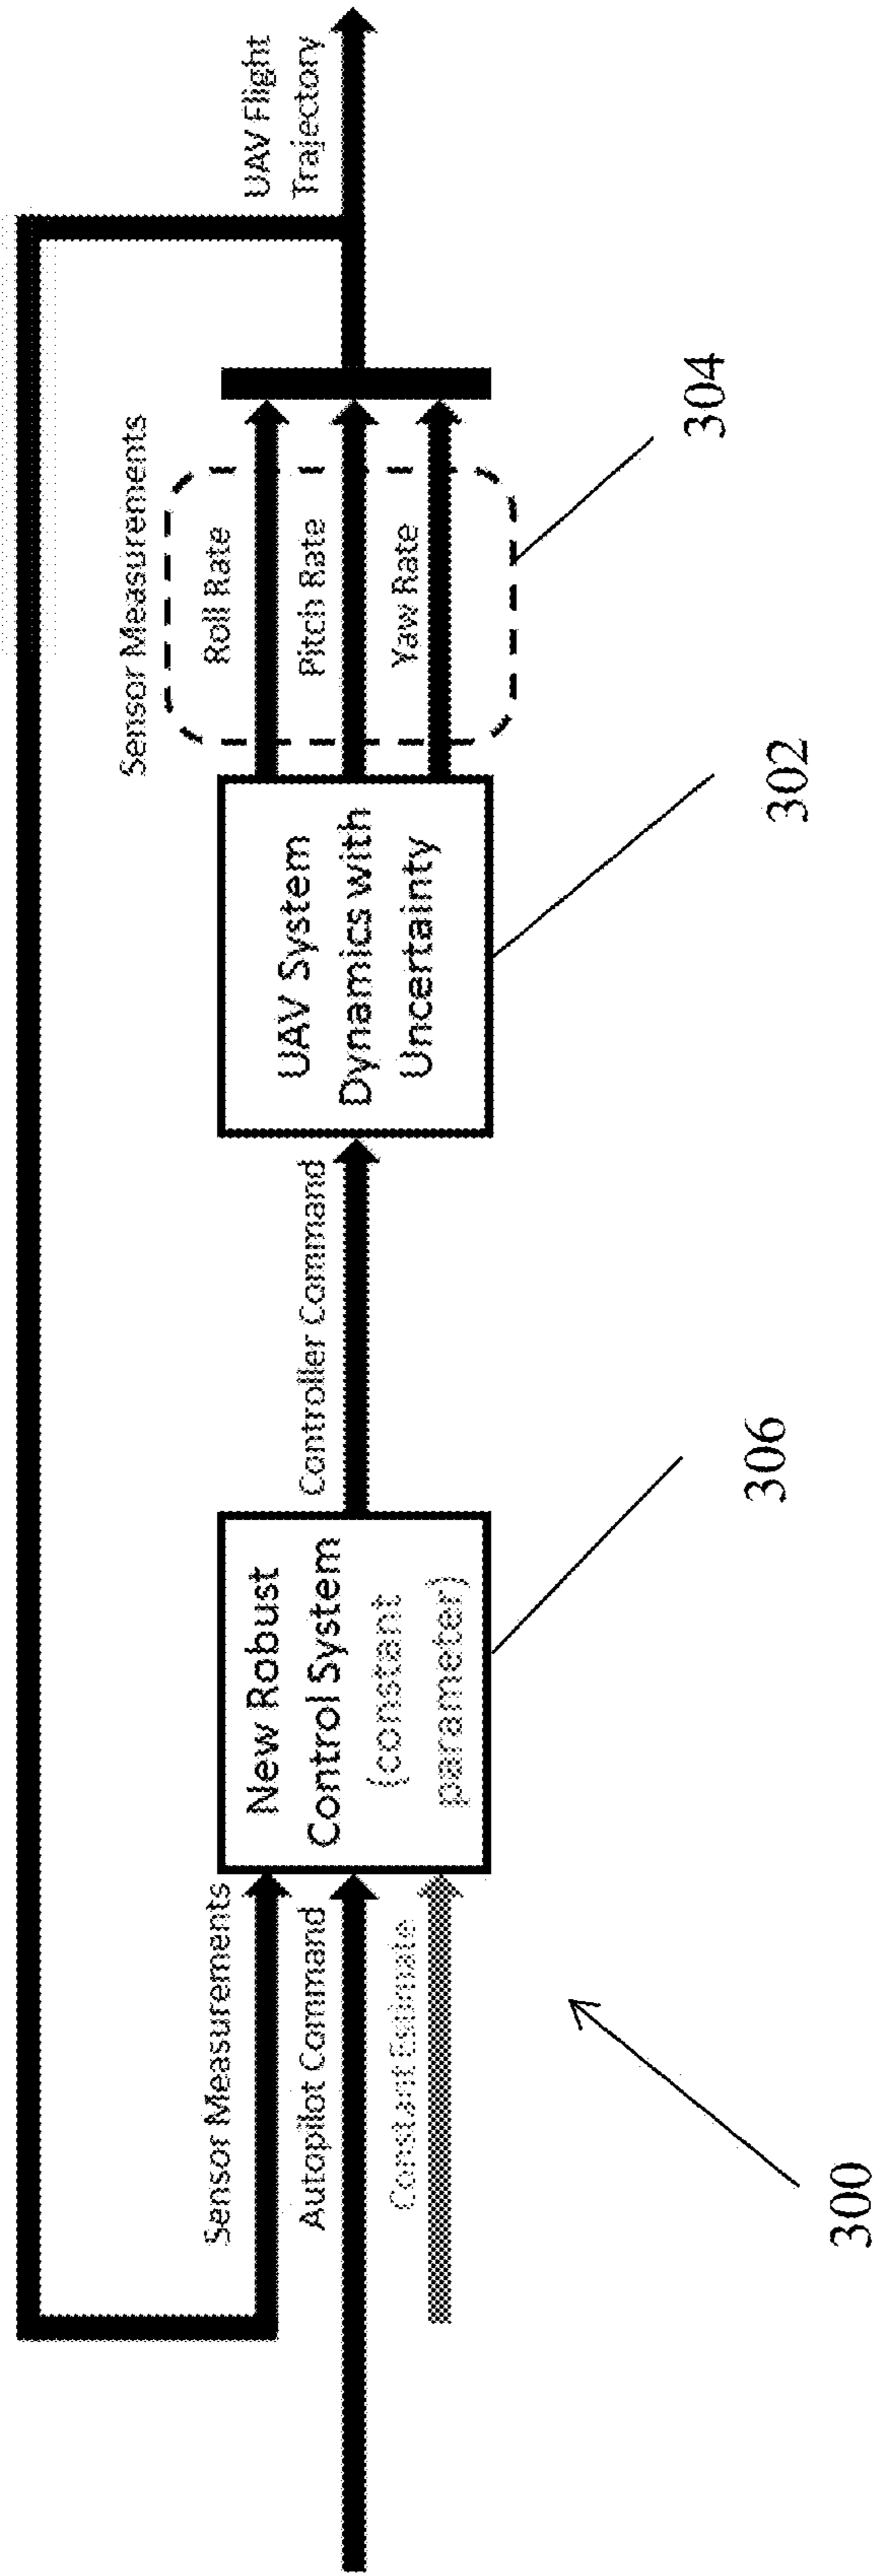 Sensor Measurements
Autopilot Command
Constant Estimate
New Robust
Control System
(constant
parameter)
Controller Command
UAV System
Dynamics with
Uncertainty
Sensor Measurements
Roll Rate
Pitch Rate
Yaw Rate
UAV Flight
Trajectory
300
306
302
304